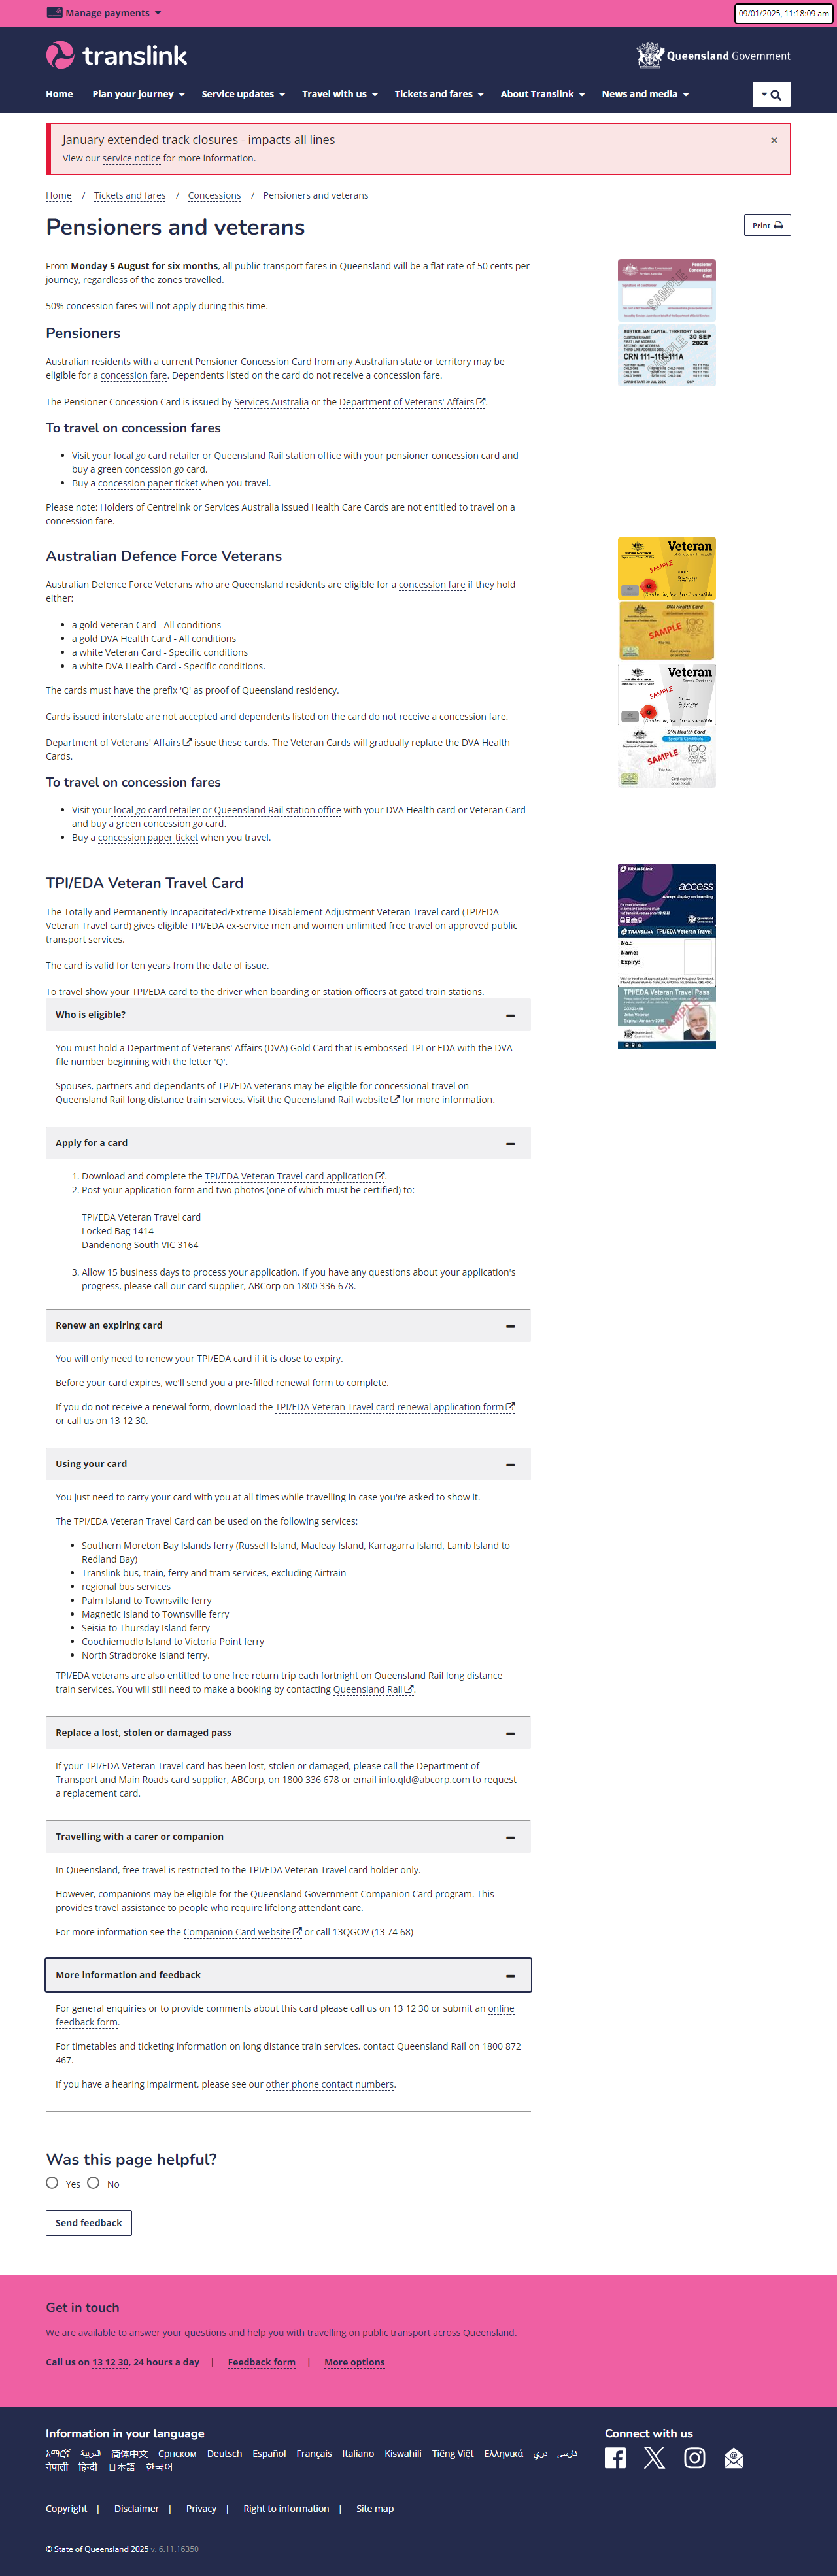 Manage payments
09/01/2025, 11:18:09 am
translink
Queensland Government
Home Plan your journey Service updates Travel with us Tickets and fares About Translink News and media
January extended track closures - impacts all lines
×
View our service notice for more information.
Home / Tickets and fares / Concessions / Pensioners and veterans
Pensioners and veterans
Print
From Monday 5 August for six months, all public transport fares in Queensland will be a flat rate of 50 cents per
journey, regardless of the zones travelled.
50% concession fares will not apply during this time.
Pensioners
Australian residents with a current Pensioner Concession Card from any Australian state or territory may be
eligible for a concession fare. Dependents listed on the card do not receive a concession fare.
The Pensioner Concession Card is issued by Services Australia or the Department of Veterans' Affairs.
To travel on concession fares
Visit your local go card retailer or Queensland Rail station office with your pensioner concession card and
buy a green concession go card.
Buy a concession paper ticket when you travel.
Please note: Holders of Centrelink or Services Australia issued Health Care Cards are not entitled to travel on a
concession fare.
Pensioner
Concession
Card
SAMPLE
AUSTRALIAN CAPITAL TERRITORY Expires
FIRST LINE ADDRESS
SECOND LINE ADDRESS
THIRD LINE ADDRESS
30 SEP
202X
CRN 111-111-111A
CARD START 01 JUL 202X
SAMPLE
Australian Defence Force Veterans
Australian Defence Force Veterans who are Queensland residents are eligible for a concession fare if they hold
either:
a gold Veteran Card - All conditions
a gold DVA Health Card - All conditions
a white Veteran Card - Specific conditions
a white DVA Health Card - Specific conditions.
The cards must have the prefix 'Q' as proof of Queensland residency.
Cards issued interstate are not accepted and dependents listed on the card do not receive a concession fare.
Department of Veterans' Affairs issue these cards. The Veteran Cards will gradually replace the DVA Health
Cards.
To travel on concession fares
Visit your local go card retailer or Queensland Rail station office with your DVA Health card or Veteran Card
and buy a green concession go card.
Buy a concession paper ticket when you travel.
Veteran
SAMPLE
DVA Health Card
SAMPLE
Veteran
SAMPLE
DVA Health Card
Specific Conditions
SAMPLE
TPI/EDA Veteran Travel Card
The Totally and Permanently Incapacitated/Extreme Disablement Adjustment Veteran Travel card (TPI/EDA
Veteran Travel card) gives eligible TPI/EDA ex-service men and women unlimited free travel on approved public
transport services.
The card is valid for ten years from the date of issue.
To travel show your TPI/EDA card to the driver when boarding or station officers at gated train stations.
TRANSLink
access
Always display on boarding
TRANSLink TPI/EDA Veteran Travel
No.:
Name:
Expiry:
TPI/EDA Veteran Travel Pass
John Veteran
SAMPLE
Who is eligible?
You must hold a Department of Veterans' Affairs (DVA) Gold Card that is embossed TPI or EDA with the DVA
file number beginning with the letter 'Q'.
Spouses, partners and dependants of TPI/EDA veterans may be eligible for concessional travel on
Queensland Rail long distance train services. Visit the Queensland Rail website for more information.
Apply for a card
1. Download and complete the TPI/EDA Veteran Travel card application.
2. Post your application form and two photos (one of which must be certified) to:
TPI/EDA Veteran Travel card
Locked Bag 1414
Dandenong South VIC 3164
3. Allow 15 business days to process your application. If you have any questions about your application's
progress, please call our card supplier, ABCorp on 1800 336 678.
Renew an expiring card
You will only need to renew your TPI/EDA card if it is close to expiry.
Before your card expires, we'll send you a pre-filled renewal form to complete.
If you do not receive a renewal form, download the TPI/EDA Veteran Travel card renewal application form
or call us on 13 12 30.
Using your card
You just need to carry your card with you at all times while travelling in case you're asked to show it.
The TPI/EDA Veteran Travel Card can be used on the following services:
Southern Moreton Bay Islands ferry (Russell Island, Macleay Island, Karragarra Island, Lamb Island to
Redland Bay)
Translink bus, train, ferry and tram services, excluding Airtrain
regional bus services
Palm Island to Townsville ferry
Magnetic Island to Townsville ferry
Seisia to Thursday Island ferry
Coochiemudlo Island to Victoria Point ferry
North Stradbroke Island ferry.
TPI/EDA veterans are also entitled to one free return trip each fortnight on Queensland Rail long distance
train services. You will still need to make a booking by contacting Queensland Rail.
Replace a lost, stolen or damaged pass
If your TPI/EDA Veteran Travel card has been lost, stolen or damaged, please call the Department of
Transport and Main Roads card supplier, ABCorp, on 1800 336 678 or email info.qld@abcorp.com to request
a replacement card.
Travelling with a carer or companion
In Queensland, free travel is restricted to the TPI/EDA Veteran Travel card holder only.
However, companions may be eligible for the Queensland Government Companion Card program. This
provides travel assistance to people who require lifelong attendant care.
For more information see the Companion Card website or call 13QGOV (13 74 68)
More information and feedback
For general enquiries or to provide comments about this card please call us on 13 12 30 or submit an online
feedback form.
For timetables and ticketing information on long distance train services, contact Queensland Rail on 1800 872
467.
If you have a hearing impairment, please see our other phone contact numbers.
Was this page helpful?
Yes No
Send feedback
Get in touch
We are available to answer your questions and help you with travelling on public transport across Queensland.
Call us on 13 12 30, 24 hours a day | Feedback form | More options
Information in your language
Connect with us
አማርኛ العربية 简体中文 Српском Deutsch Español Français Italiano Kiswahili Tiếng Việt Ελληνικά دري فارسی
नेपाली हिन्दी 日本語 한국어
Copyright | Disclaimer | Privacy | Right to information | Site map
© State of Queensland 2025 v. 6.11.16350